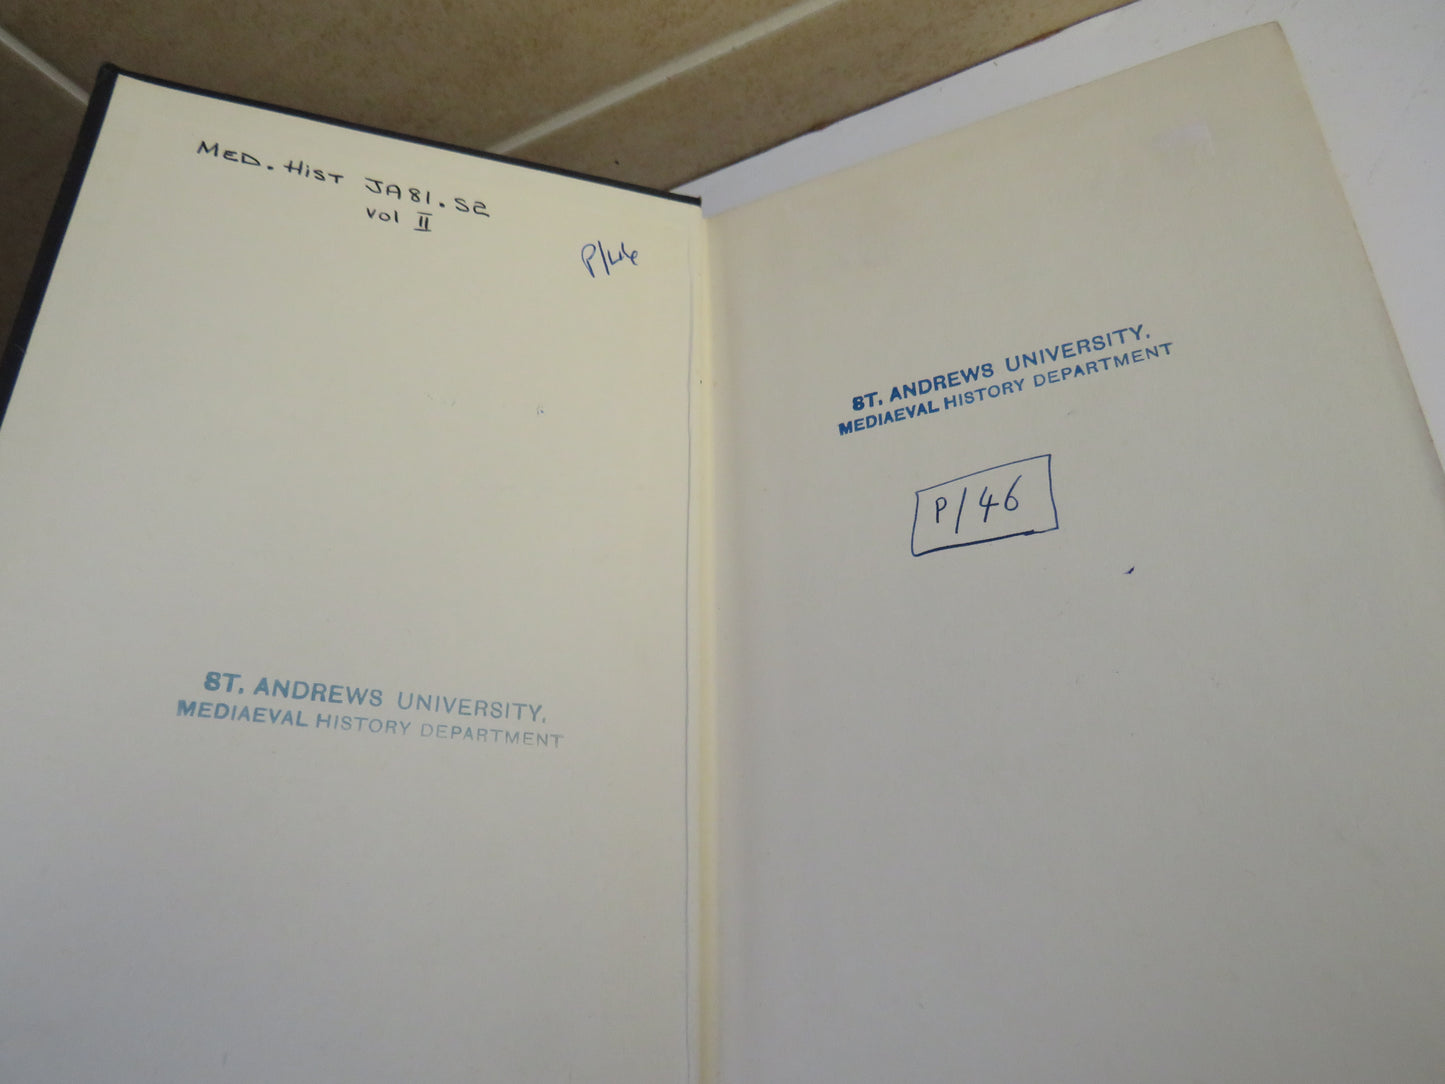 MED. HIST JA81.S2
Vol II
P/46
ST. ANDREWS UNIVERSITY,
MEDIAEVAL HISTORY DEPARTMENT
ST. ANDREWS UNIVERSITY,
MEDIAEVAL HISTORY DEPARTMENT
P/46